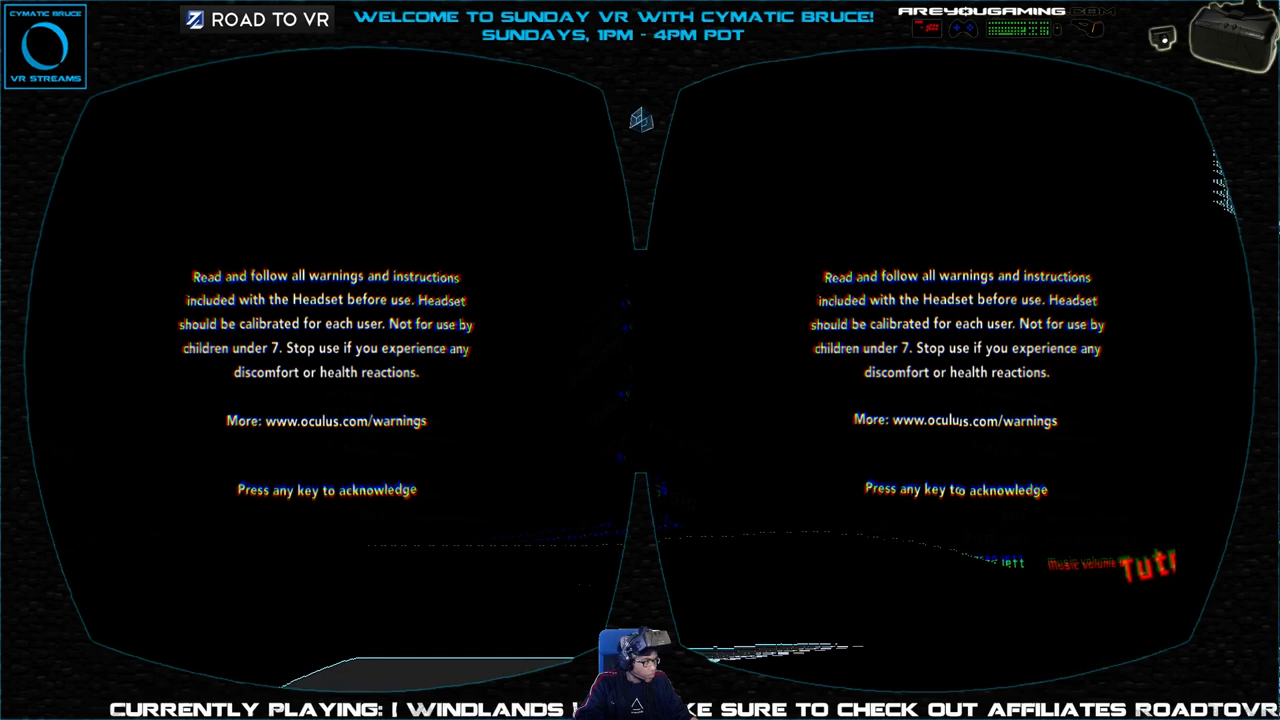 CYMATIC BRUCE
VR STREAMS
ROAD TO VR
WELCOME TO SUNDAY VR WITH CYMATIC BRUCE!
SUNDAYS, 1PM - 4PM PDT
AREYOUGAMING.COM
Read and follow all warnings and instructions
included with the Headset before use. Headset
should be calibrated for each user. Not for use by
children under 7. Stop use if you experience any
discomfort or health reactions.
More: www.oculus.com/warnings
Press any key to acknowledge
Read and follow all warnings and instructions
included with the Headset before use. Headset
should be calibrated for each user. Not for use by
children under 7. Stop use if you experience any
discomfort or health reactions.
More: www.oculus.com/warnings
Press any key to acknowledge
left
Music volume
Tut
CURRENTLY PLAYING: | WINDLANDS | KE SURE TO CHECK OUT AFFILIATES ROADTOVR